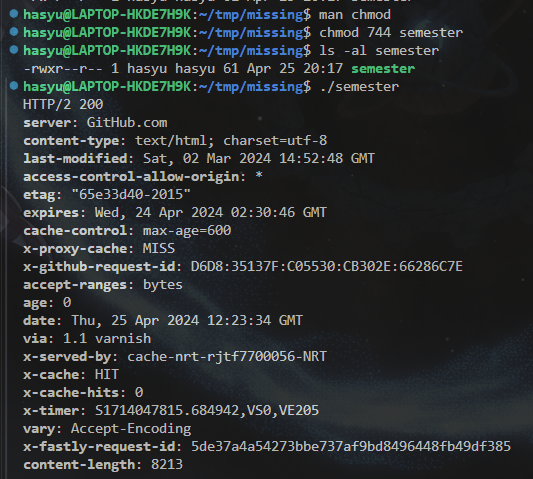 hasyu@LAPTOP-HKDE7H9K:~/tmp/missing$ man chmod
hasyu@LAPTOP-HKDE7H9K:~/tmp/missing$ chmod 744 semester
hasyu@LAPTOP-HKDE7H9K:~/tmp/missing$ ls -al semester
-rwxr--r-- 1 hasyu hasyu 61 Apr 25 20:17 semester
hasyu@LAPTOP-HKDE7H9K:~/tmp/missing$ ./semester
HTTP/2 200
server: GitHub.com
content-type: text/html; charset=utf-8
last-modified: Sat, 02 Mar 2024 14:52:48 GMT
access-control-allow-origin: *
etag: "65e33d40-2015"
expires: Wed, 24 Apr 2024 02:30:46 GMT
cache-control: max-age=600
x-proxy-cache: MISS
x-github-request-id: D6D8:35137F:C05530:CB302E:66286C7E
accept-ranges: bytes
age: 0
date: Thu, 25 Apr 2024 12:23:34 GMT
via: 1.1 varnish
x-served-by: cache-nrt-rjtf7700056-NRT
x-cache: HIT
x-cache-hits: 0
x-timer: S1714047815.684942,VS0,VE205
vary: Accept-Encoding
x-fastly-request-id: 5de37a4a54273bbe737af9bd8496448fb49df385
content-length: 8213